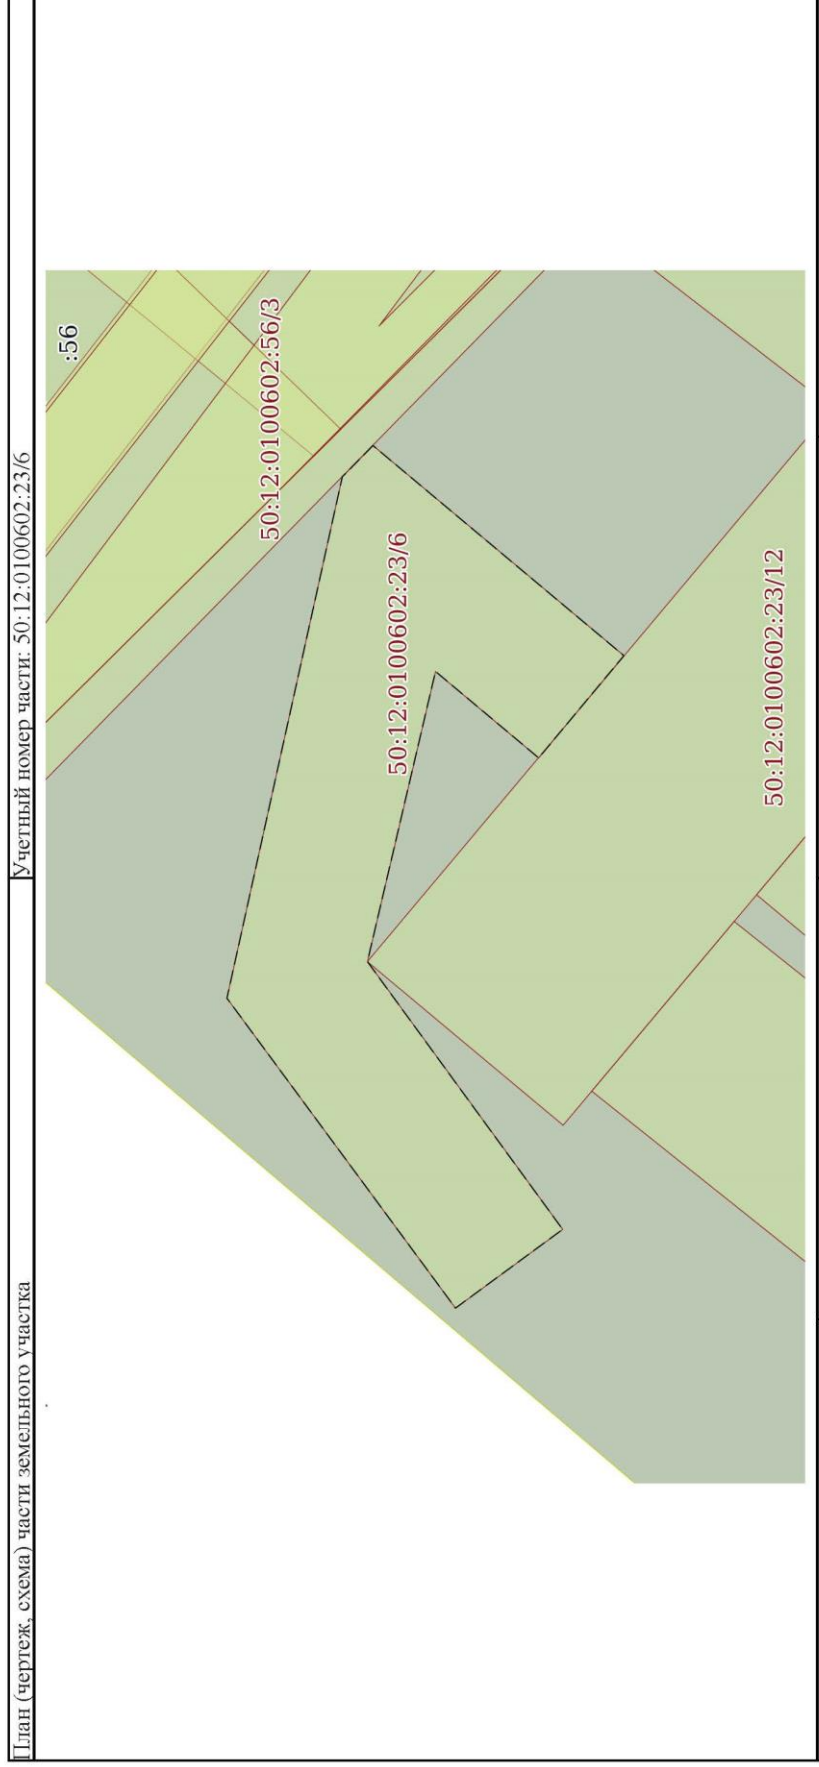 План (чертеж, схема) части земельного участка
Учетный номер части: 50:12:0100602:23/6
:56
50:12:0100602:56/3
50:12:0100602:23/6
50:12:0100602:23/12